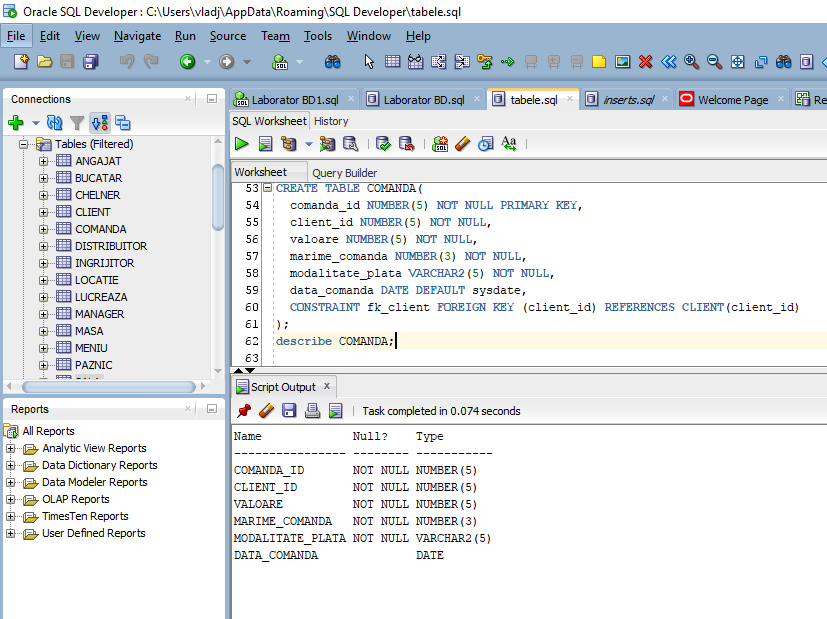 Oracle SQL Developer : C:\Users\vladj\AppData\Roaming\SQL Developer\tabele.sql
File Edit View Navigate Run Source Team Tools Window Help
Connections
Tables (Filtered)
ANGAJAT
BUCATAR
CHELNER
CLIENT
COMANDA
DISTRIBUITOR
INGRIJITOR
LOCATIE
LUCREAZA
MANAGER
MASA
MENIU
PAZNIC
Reports
All Reports
Analytic View Reports
Data Dictionary Reports
Data Modeler Reports
OLAP Reports
TimesTen Reports
User Defined Reports
Laborator BD1.sql Laborator BD.sql tabele.sql inserts.sql Welcome Page Re
SQL Worksheet History
Aa
Worksheet Query Builder
53 CREATE TABLE COMANDA(
54 comanda_id NUMBER(5) NOT NULL PRIMARY KEY,
55 client_id NUMBER(5) NOT NULL,
56 valoare NUMBER(5) NOT NULL,
57 marime_comanda NUMBER(3) NOT NULL,
58 modalitate_plata VARCHAR2(5) NOT NULL,
59 data_comanda DATE DEFAULT sysdate,
60 CONSTRAINT fk_client FOREIGN KEY (client_id) REFERENCES CLIENT(client_id)
61 );
62 describe COMANDA;
63
Script Output
Task completed in 0.074 seconds
Name Null? Type
---------------- -------- -----------
COMANDA_ID NOT NULL NUMBER(5)
CLIENT_ID NOT NULL NUMBER(5)
VALOARE NOT NULL NUMBER(5)
MARIME_COMANDA NOT NULL NUMBER(3)
MODALITATE_PLATA NOT NULL VARCHAR2(5)
DATA_COMANDA DATE